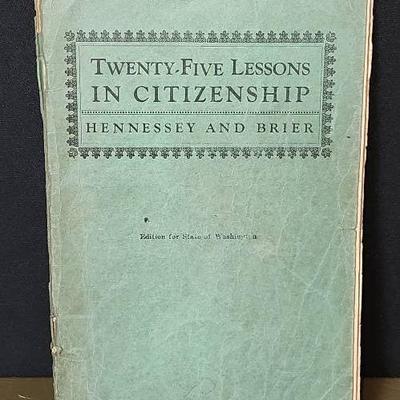 TWENTY-FIVE LESSONS
IN CITIZENSHIP
HENNESSEY AND BRIER
Edition for State of Washington